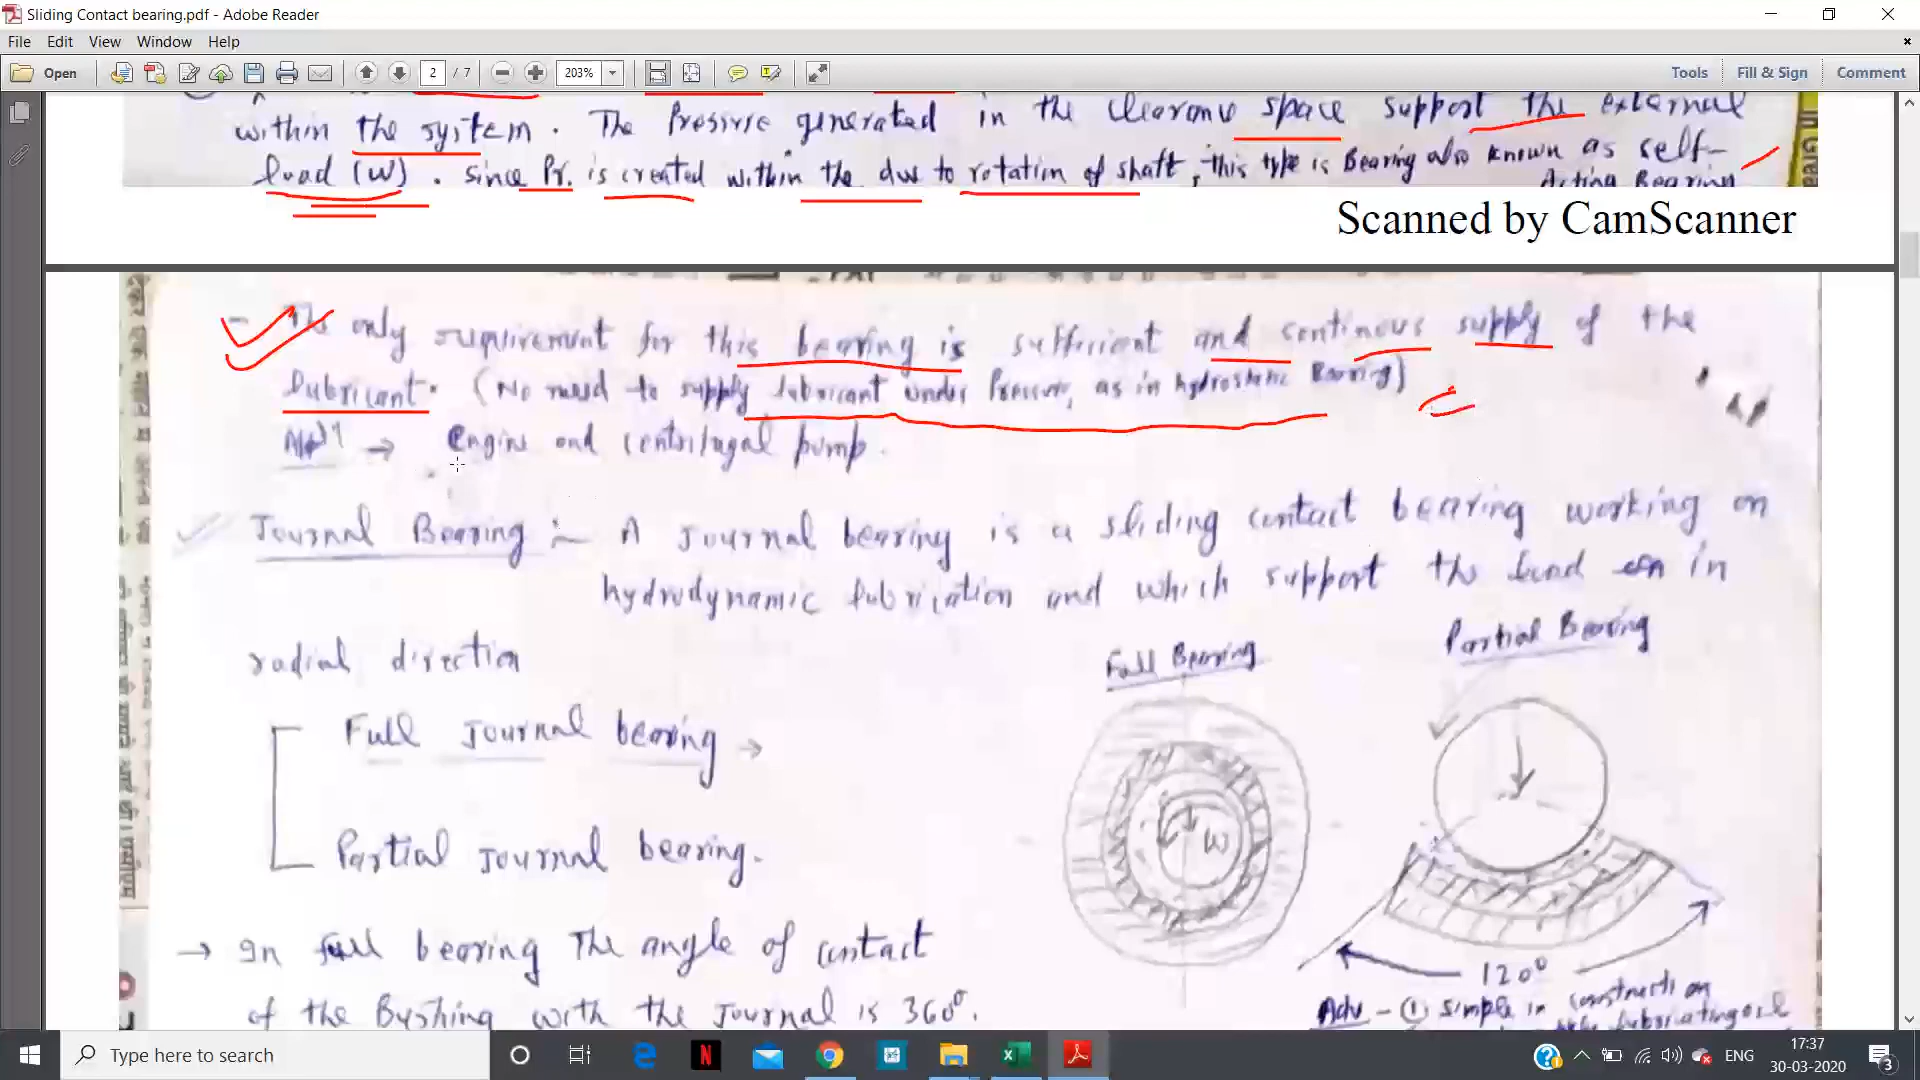 Sliding Contact bearing.pdf - Adobe Reader
File Edit View Window Help
Open 2 / 7 203% Tools Fill & Sign Comment
within the system. The Pressure generated in the Clearance space support the external
load (W). Since Pr. is created within the due to rotation of shaft, this type is Bearing also known as self-
Acting Bearing
Scanned by CamScanner
- The only requirement for this bearing is sufficient and continous supply of the
Lubricant. (No need to supply lubricant under Pressure, as in hydrostatic Bearing)
→ Engine and centrifugal pump.
Journal Bearing :- A Journal bearing is a sliding contact bearing working on
hydrodynamic lubrication and which support the load in
radial direction
Full Bearing
Partial Bearing
Full Journal bearing →
Partial Journal bearing.
W
120°
→ In full bearing The angle of contact
of the Bushing with the Journal is 360°.
Adv - (1) Simple in construction
lubricating oil
Type here to search
ENG
17:37
30-03-2020
3